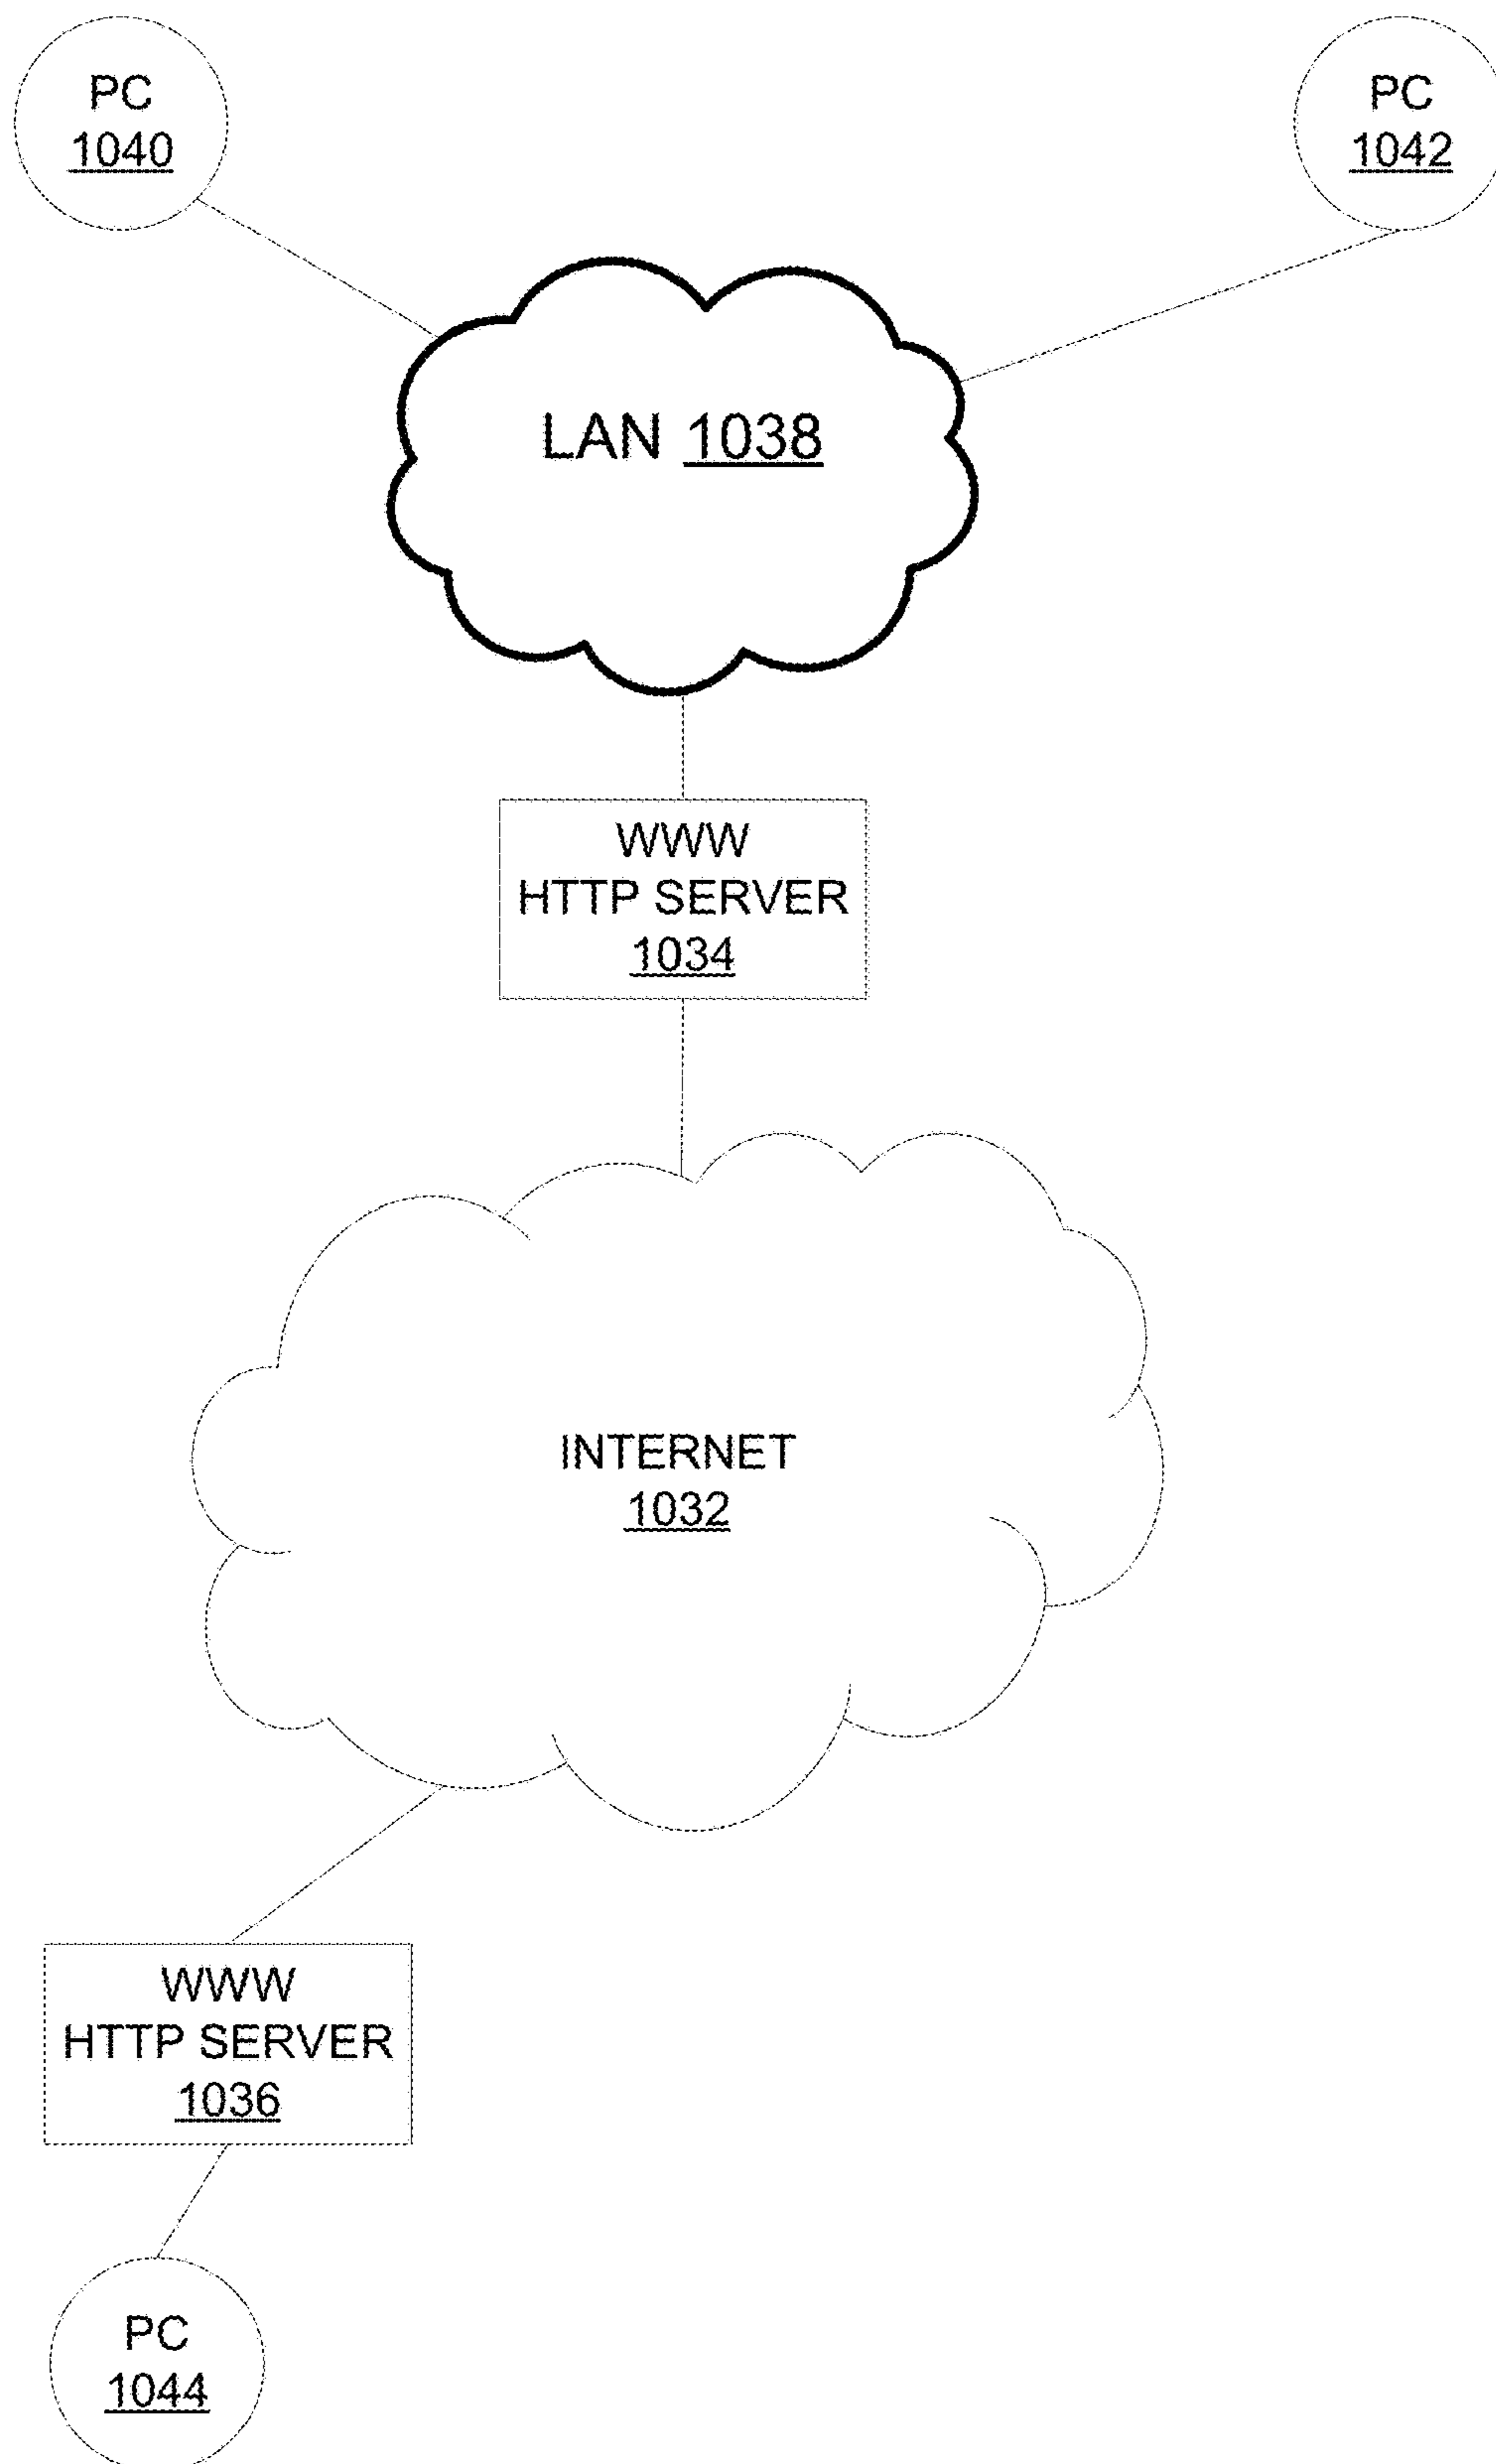 PC
1040
PC
1042
LAN 1038
WWW
HTTP SERVER
1034
INTERNET
1032
WWW
HTTP SERVER
1036
PC
1044